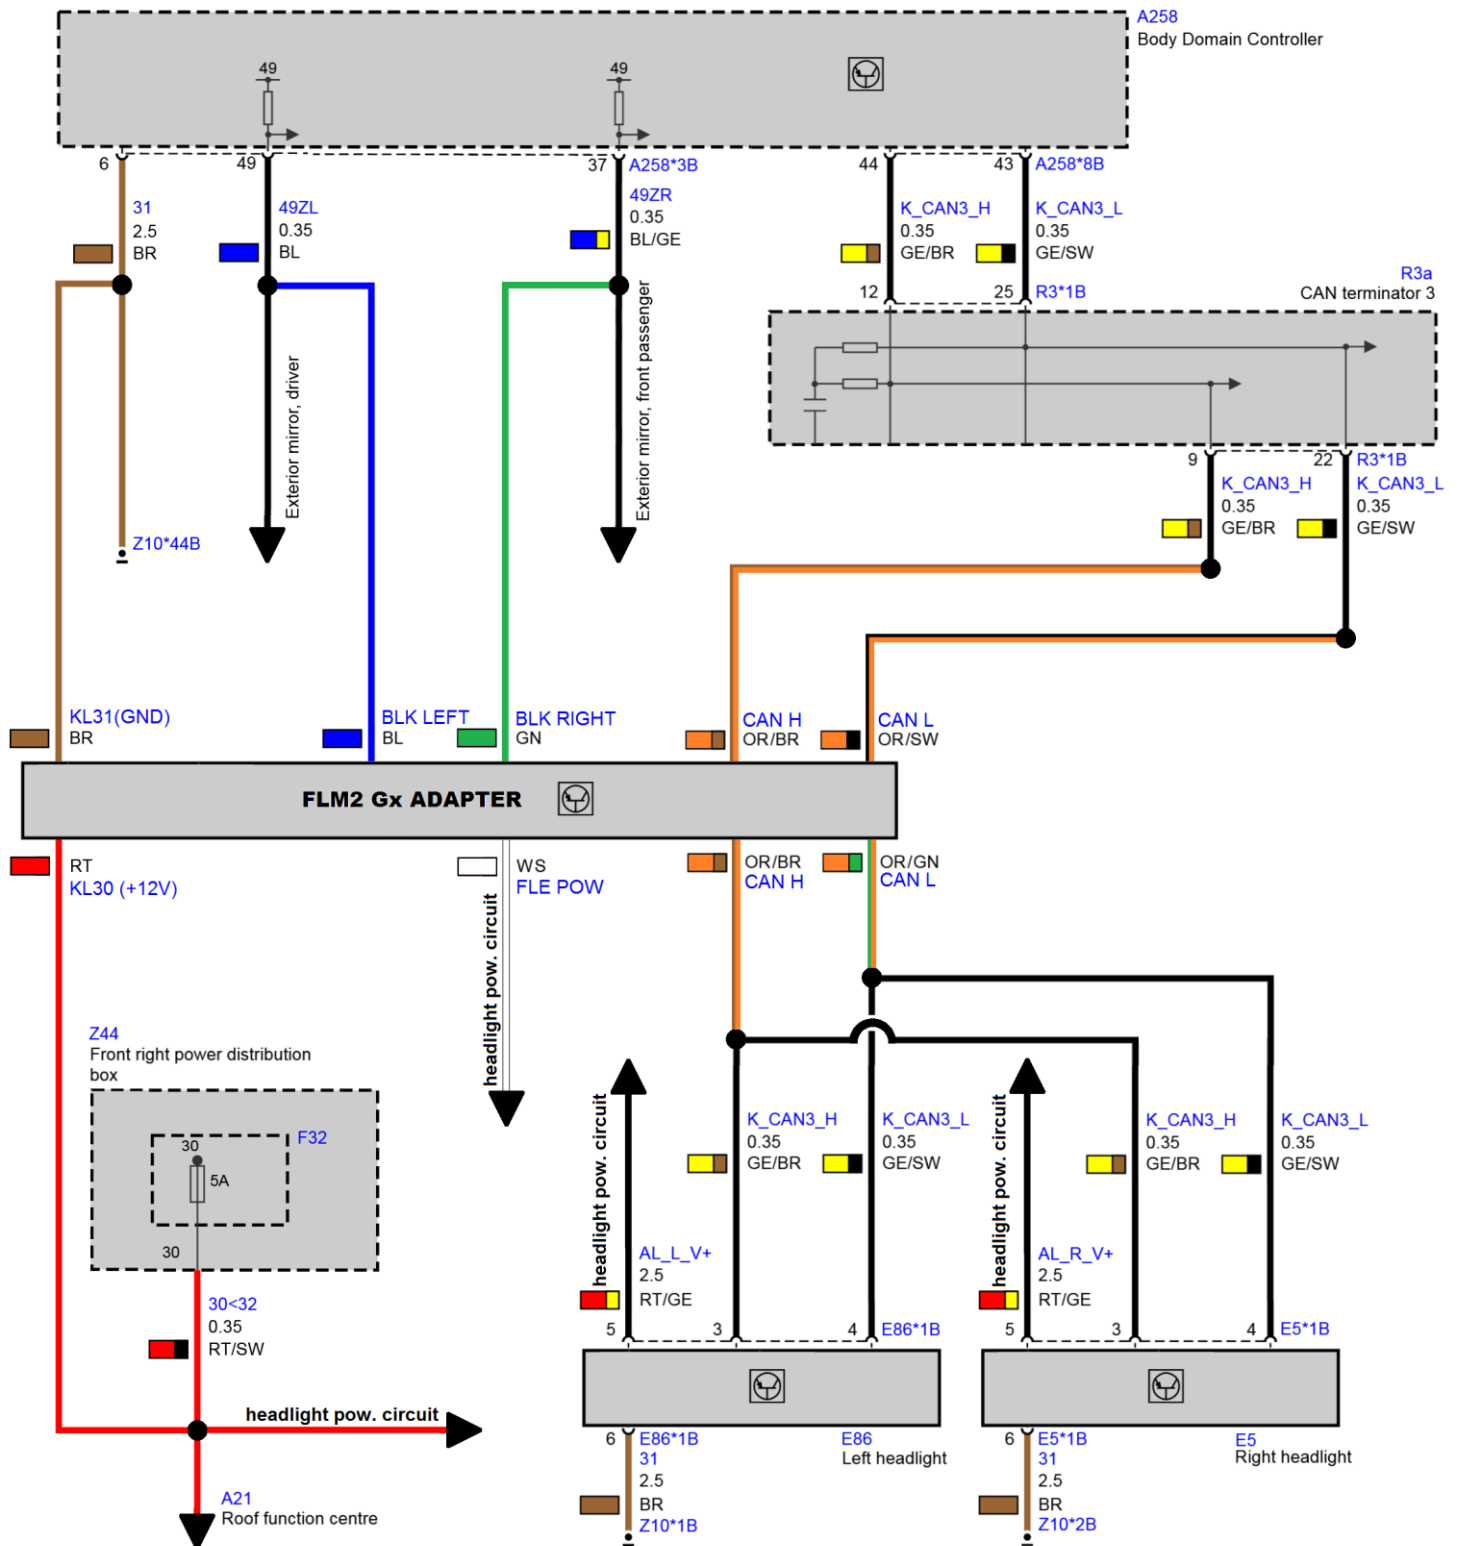 A258
Body Domain Controller
49
49
6
49
37
A258*3B
44
43
A258*8B
31
2.5
BR
49ZL
0.35
BL
49ZR
0.35
BL/GE
K_CAN3_H
0.35
GE/BR
K_CAN3_L
0.35
GE/SW
12
25
R3*1B
R3a
CAN terminator 3
Exterior mirror, driver
Exterior mirror, front passenger
Z10*44B
9
22
R3*1B
K_CAN3_H
0.35
GE/BR
K_CAN3_L
0.35
GE/SW
KL31(GND)
BR
BLK LEFT
BL
BLK RIGHT
GN
CAN H
OR/BR
CAN L
OR/SW
FLM2 Gx ADAPTER
RT
KL30 (+12V)
WS
FLE POW
OR/BR
CAN H
OR/GN
CAN L
headlight pow. circuit
Z44
Front right power distribution
box
F32
30
5A
30
30<32
0.35
RT/SW
headlight pow. circuit
A21
Roof function centre
headlight pow. circuit
K_CAN3_H
0.35
GE/BR
K_CAN3_L
0.35
GE/SW
AL_L_V+
2.5
RT/GE
5
3
4
E86*1B
headlight pow. circuit
K_CAN3_H
0.35
GE/BR
K_CAN3_L
0.35
GE/SW
AL_R_V+
2.5
RT/GE
5
3
4
E5*1B
6
E86*1B
31
2.5
BR
Z10*1B
E86
Left headlight
6
E5*1B
31
2.5
BR
Z10*2B
E5
Right headlight